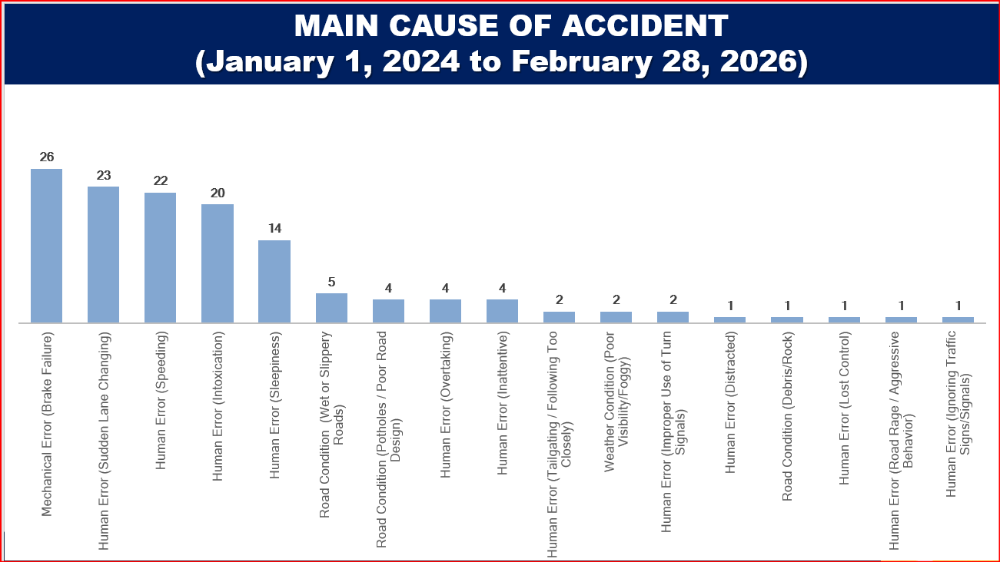 MAIN CAUSE OF ACCIDENT
(January 1, 2024 to February 28, 2026)
26
23
22
20
14
5
4
4
4
2
2
2
1
1
1
1
1
Mechanical Error (Brake Failure)
Human Error (Sudden Lane Changing)
Human Error (Speeding)
Human Error (Intoxication)
Human Error (Sleepiness)
Road Condition (Wet or Slippery
Roads)
Road Condition (Potholes / Poor Road
Design)
Human Error (Overtaking)
Human Error (Inattentive)
Human Error (Tailgating / Following Too
Closely)
Weather Condition (Poor
Visibility/Foggy)
Human Error (Improper Use of Turn
Signals)
Human Error (Distracted)
Road Condition (Debris/Rock)
Human Error (Lost Control)
Human Error (Road Rage / Aggressive
Behavior)
Human Error (Ignoring Traffic
Signs/Signals)